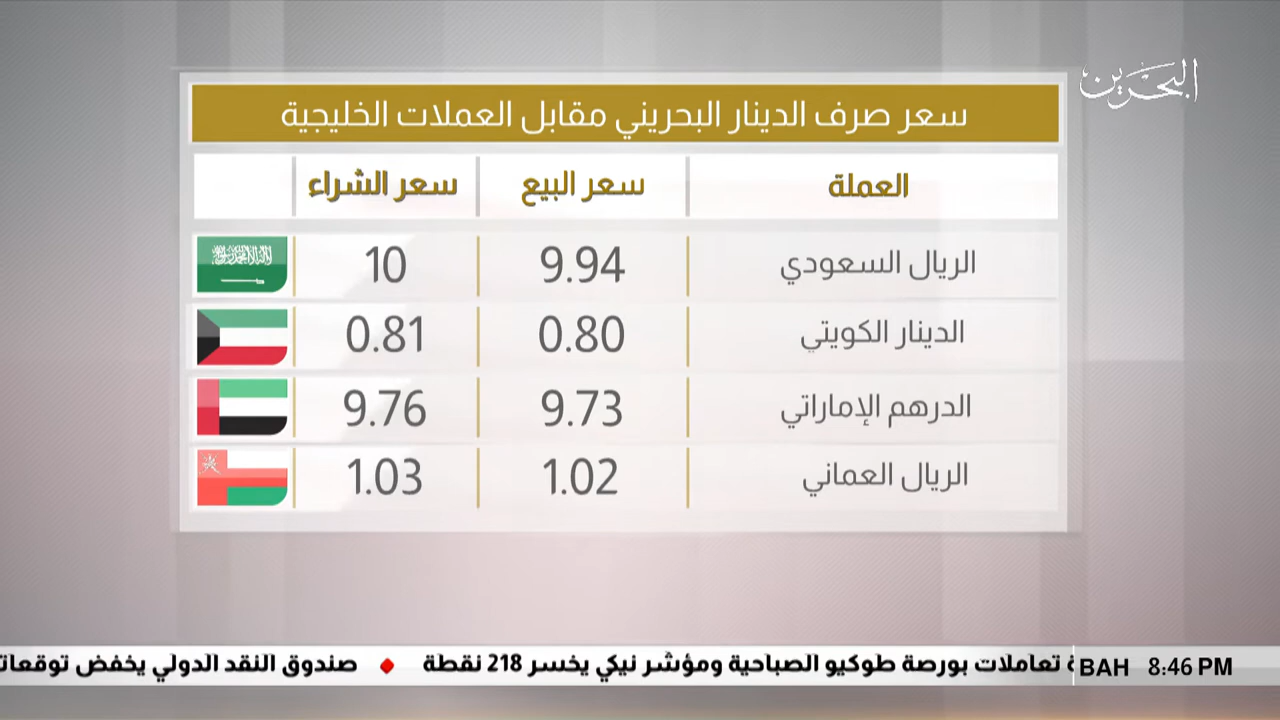 البحرين
سعر صرف الدينار البحريني مقابل العملات الخليجية
العملة سعر البيع سعر الشراء
الريال السعودي 9.94 10
الدينار الكويتي 0.80 0.81
الدرهم الإماراتي 9.73 9.76
الريال العماني 1.02 1.03
BAH 8:46 PM
تعاملات بورصة طوكيو الصباحية ومؤشر نيكي يخسر 218 نقطة ♦ صندوق النقد الدولي يخفض